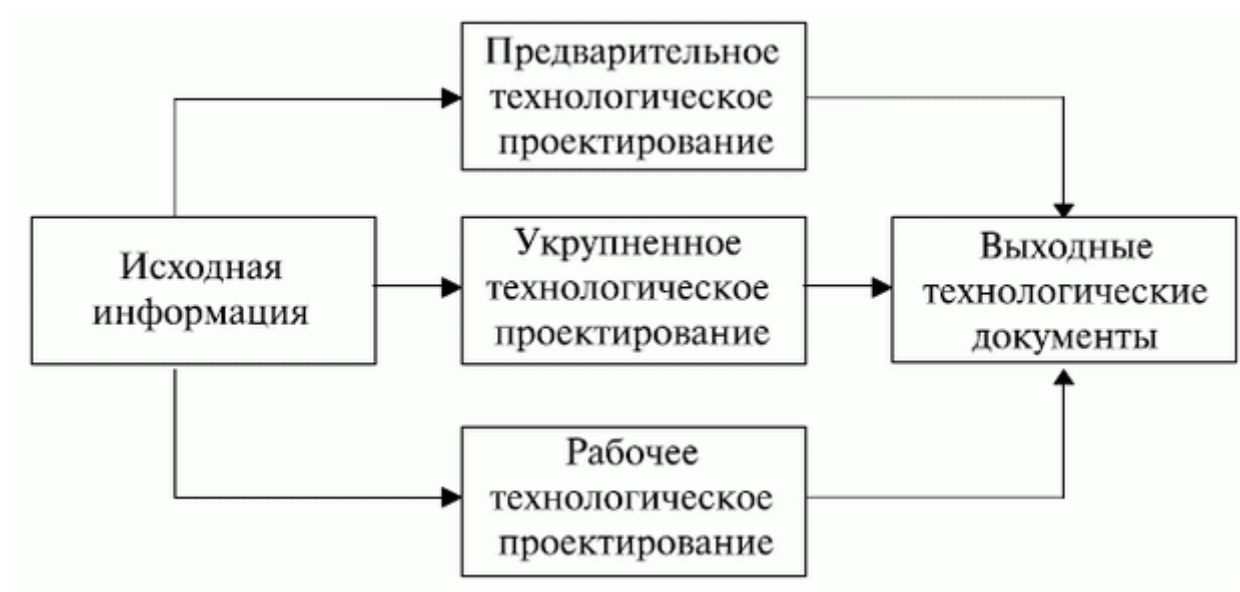 Предварительное
технологическое
проектирование
Исходная
информация
Укрупненное
технологическое
проектирование
Выходные
технологические
документы
Рабочее
технологическое
проектирование